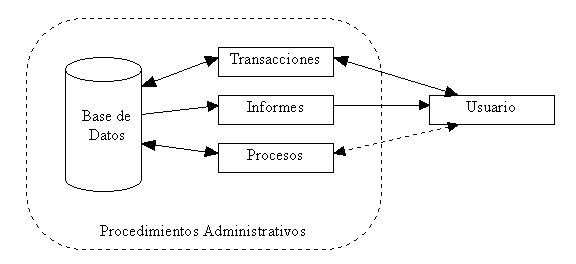 Transacciones
Base de
Datos
Informes
Usuario
Procesos
Procedimientos Administrativos